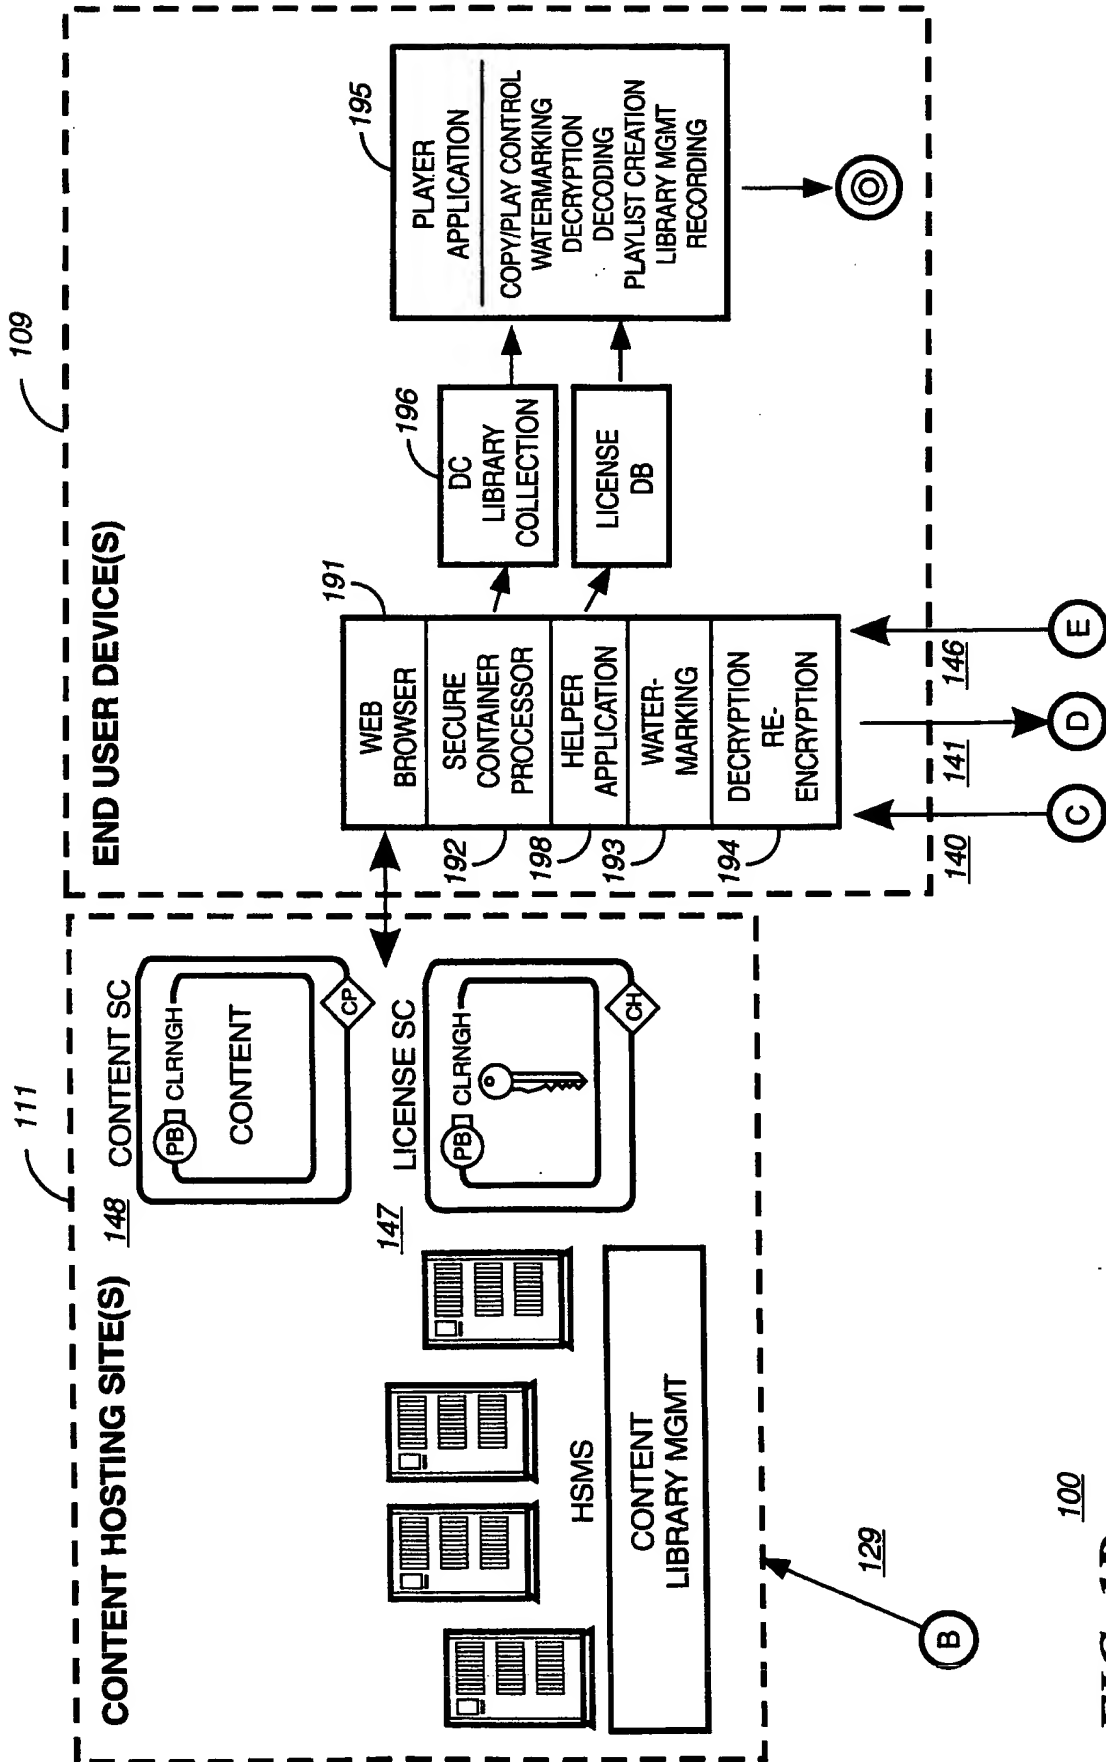 111
CONTENT HOSTING SITE(S)
148
CONTENT SC
PB
CLRNGH
CONTENT
CP
147
LICENSE SC
PB
CLRNGH
CH
HSMS
CONTENT
LIBRARY MGMT
129
B
109
END USER DEVICE(S)
191
WEB
BROWSER
192
SECURE
CONTAINER
PROCESSOR
198
HELPER
APPLICATION
193
WATER-
MARKING
194
DECRYPTION
RE-
ENCRYPTION
196
DC
LIBRARY
COLLECTION
LICENSE
DB
195
PLAYER
APPLICATION
COPY/PLAY CONTROL
WATERMARKING
DECRYPTION
DECODING
PLAYLIST CREATION
LIBRARY MGMT
RECORDING
140
141
146
C
D
E
100